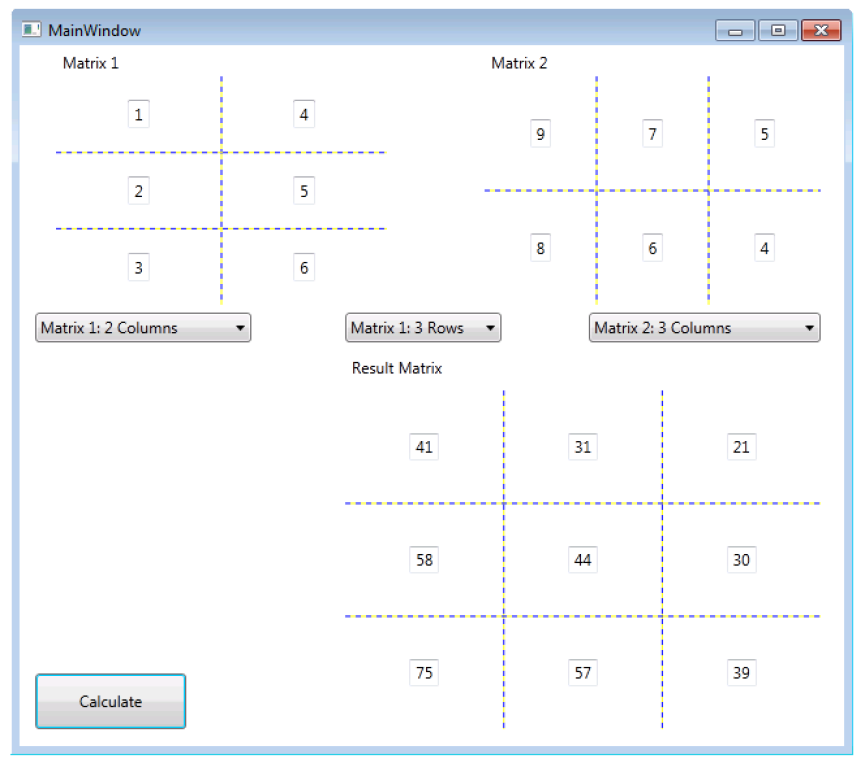 MainWindow
Matrix 1
Matrix 2
1 4
2 5
3 6
9 7 5
8 6 4
Matrix 1: 2 Columns
Matrix 1: 3 Rows
Matrix 2: 3 Columns
Result Matrix
41 31 21
58 44 30
75 57 39
Calculate